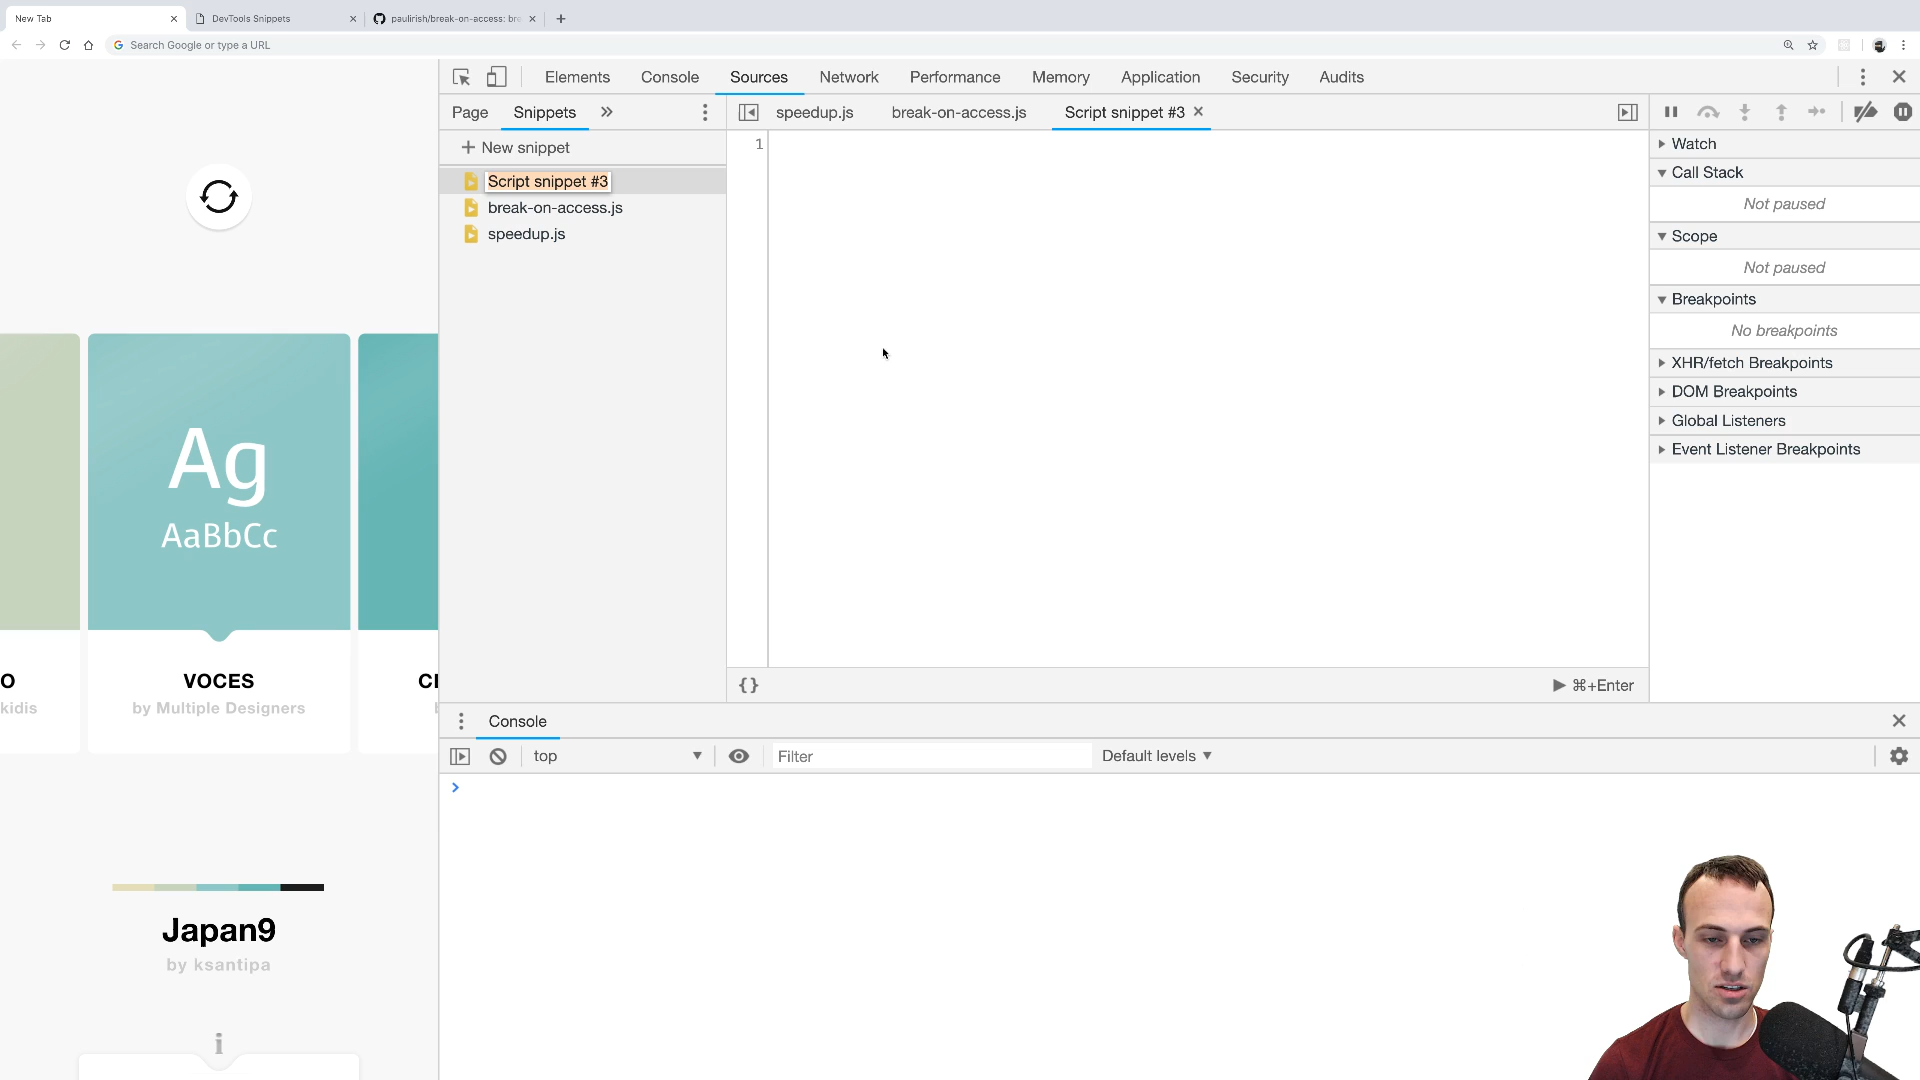 New Tab
DevTools Snippets
paulirish/break-on-access: bre
Search Google or type a URL
Elements Console Sources Network Performance Memory Application Security Audits
Page Snippets »
speedup.js break-on-access.js Script snippet #3
+ New snippet
Script snippet #3
break-on-access.js
speedup.js
1
{ }
⌘+Enter
Watch
Call Stack
Not paused
Scope
Not paused
Breakpoints
No breakpoints
XHR/fetch Breakpoints
DOM Breakpoints
Global Listeners
Event Listener Breakpoints
Console
top
Filter
Default levels
>
Ag
AaBbCc
O
kidis
VOCES
by Multiple Designers
Japan9
by ksantipa
i